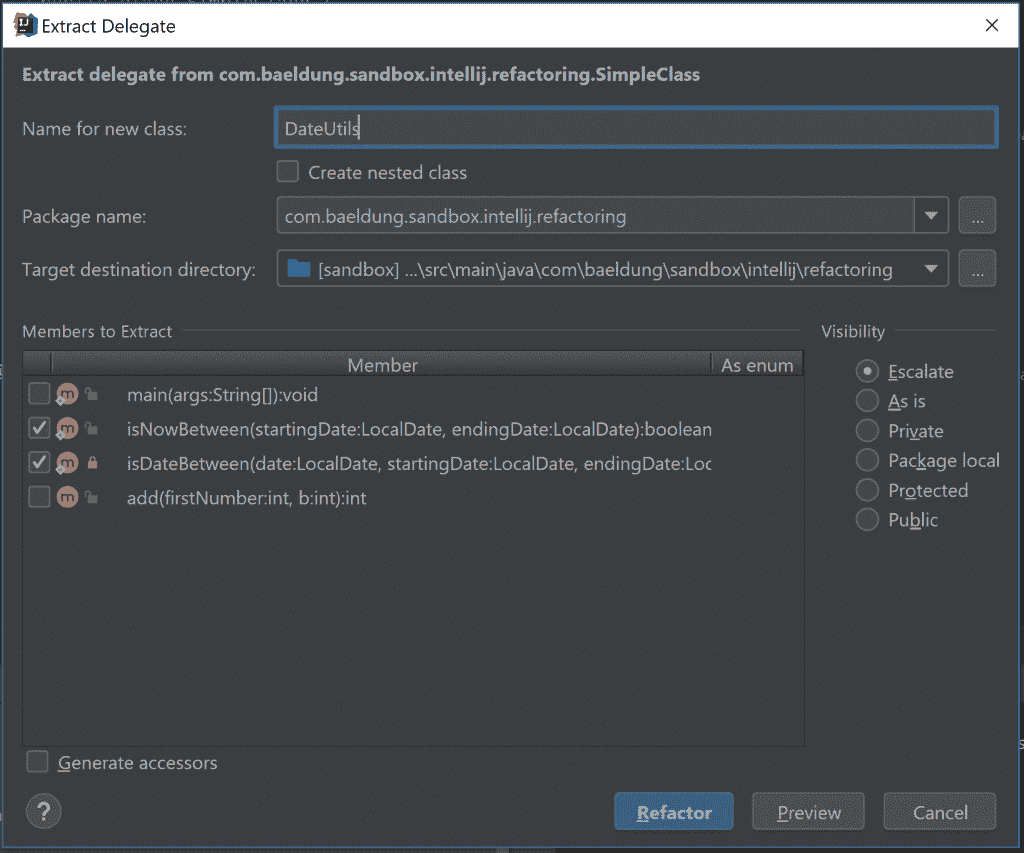 Extract Delegate
Extract delegate from com.baeldung.sandbox.intellij.refactoring.SimpleClass
Name for new class: DateUtils
Create nested class
Package name: com.baeldung.sandbox.intellij.refactoring ...
Target destination directory: [sandbox] ...\src\main\java\com\baeldung\sandbox\intellij\refactoring ...
Members to Extract
Member As enum
main(args:String[]):void
isNowBetween(startingDate:LocalDate, endingDate:LocalDate):boolean
isDateBetween(date:LocalDate, startingDate:LocalDate, endingDate:Loc
add(firstNumber:int, b:int):int
Visibility
Escalate
As is
Private
Package local
Protected
Public
Generate accessors
? Refactor Preview Cancel